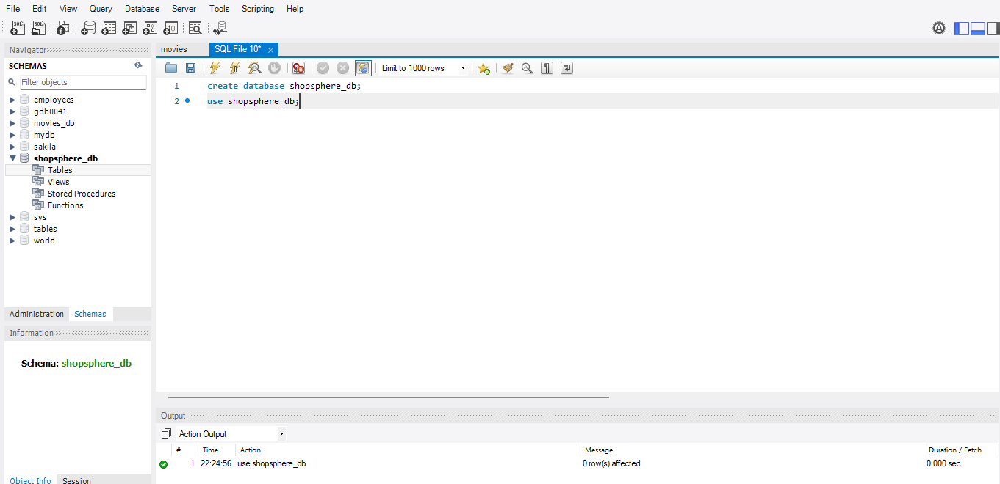 File Edit View Query Database Server Tools Scripting Help
Navigator
movies SQL File 10*
SCHEMAS
Limit to 1000 rows
Filter objects
employees
gdb0041
movies_db
mydb
sakila
shopsphere_db
Tables
Views
Stored Procedures
Functions
sys
tables
world
1 create database shopsphere_db;
2 use shopsphere_db;
Administration Schemas
Information
Schema: shopsphere_db
Object Info Session
Output
Action Output
# Time Action Message Duration / Fetch
1 22:24:56 use shopsphere_db 0 row(s) affected 0.000 sec